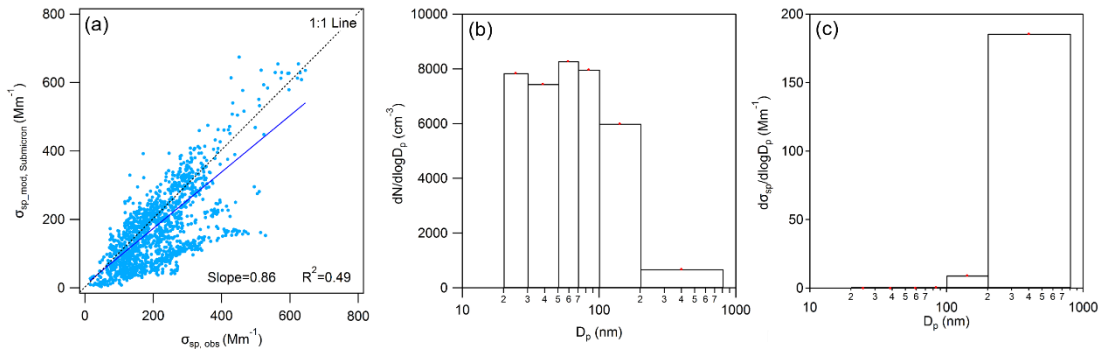 (a)
1:1 Line
800
600
400
200
0
σsp_mod, Submicron (Mm⁻¹)
Slope=0.86 R²=0.49
0 200 400 600 800
σsp, obs (Mm⁻¹)
(b)
10000
8000
6000
4000
2000
0
dN/dlogDp (cm⁻³)
2 3 4 5 6 7 2 3 4 5 6 7
10 100 1000
Dp (nm)
(c)
200
150
100
50
0
dσsp/dlogDp (Mm⁻¹)
2 3 4 5 6 7 2 3 4 5 6 7
10 100 1000
Dp (nm)